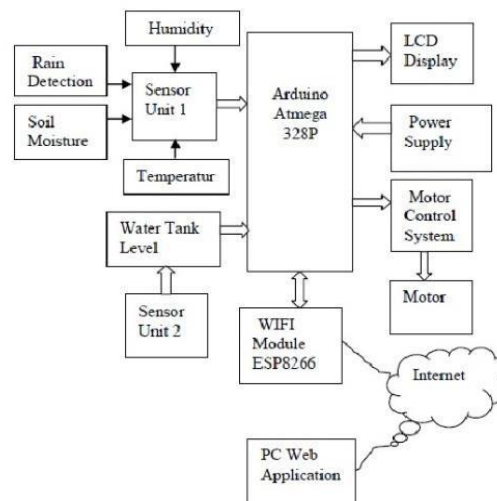 Humidity
Rain
Detection
Soil
Moisture
Sensor
Unit 1
Temperatur
Water Tank
Level
Sensor
Unit 2
Arduino
Atmega
328P
LCD
Display
Power
Supply
Motor
Control
System
Motor
WIFI
Module
ESP8266
Internet
PC Web
Application